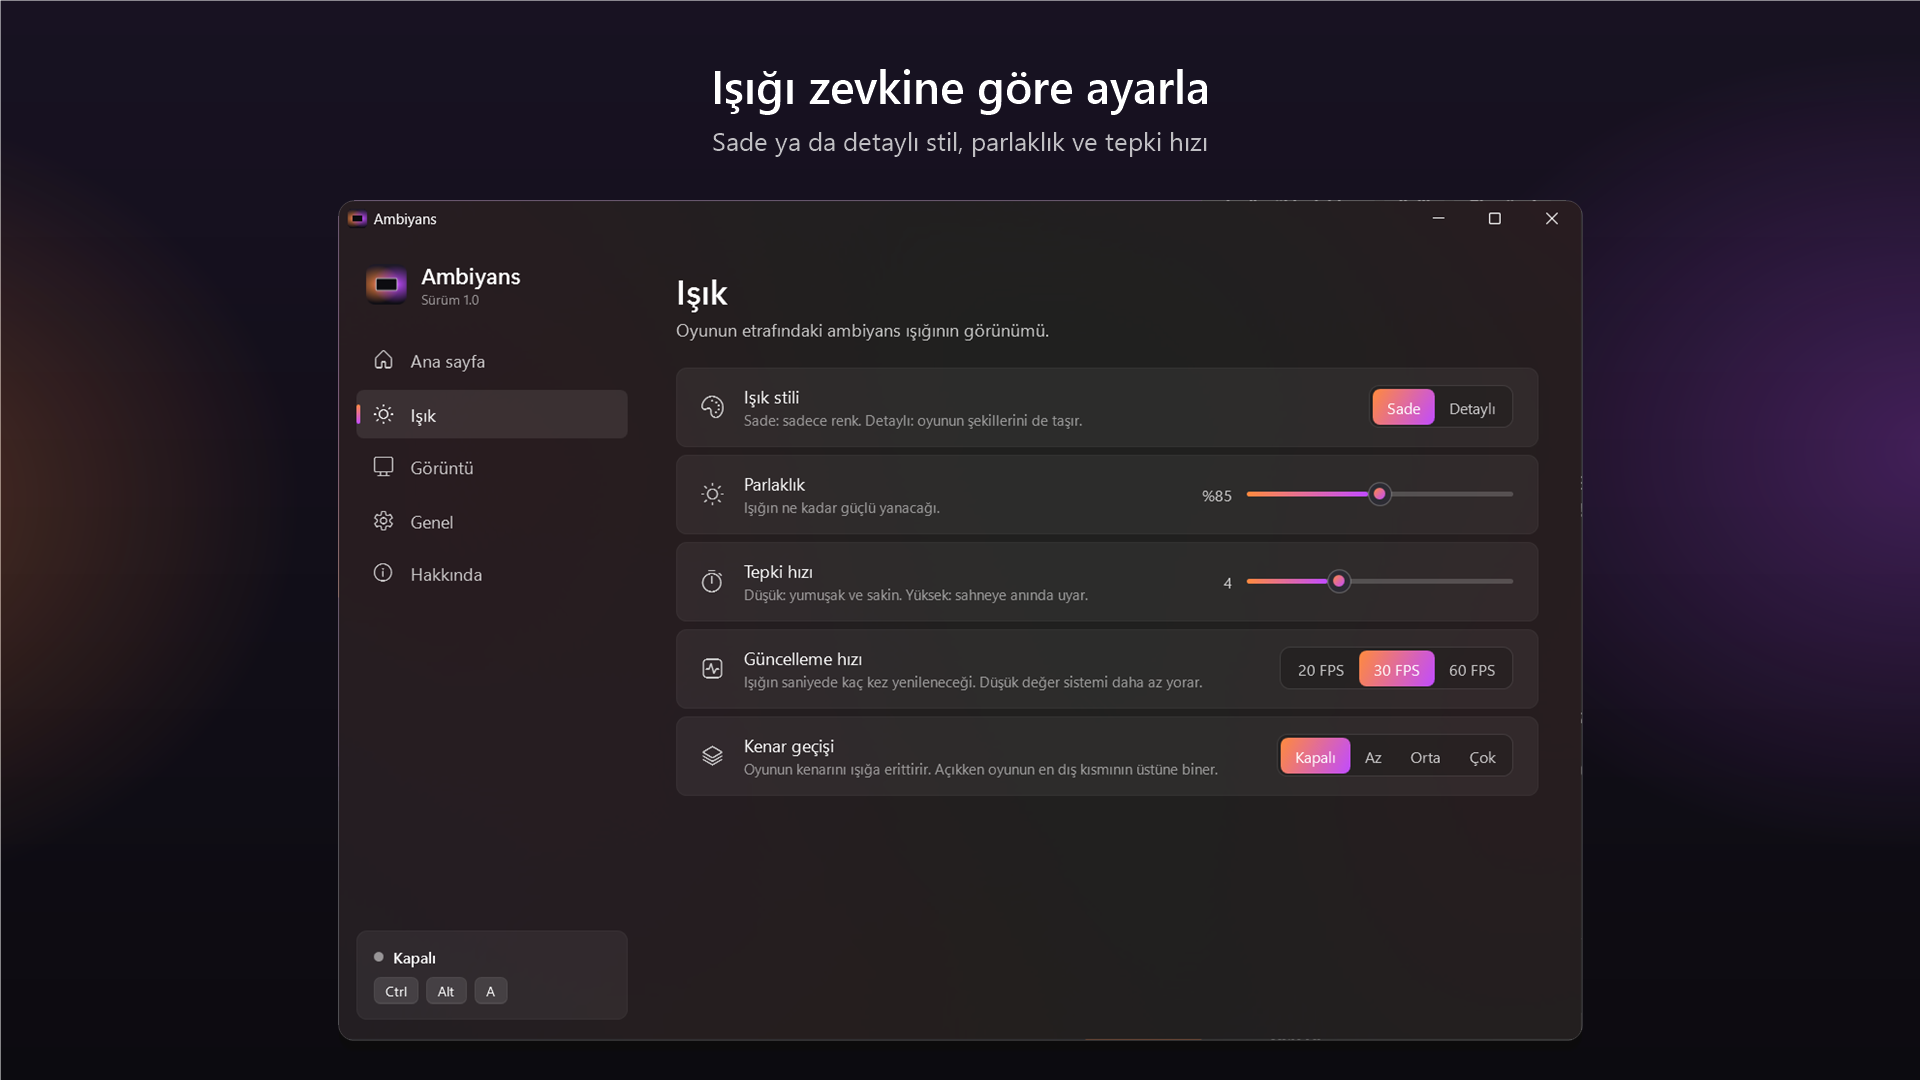 Işığı zevkine göre ayarla
Sade ya da detaylı stil, parlaklık ve tepki hızı
Ambiyans
Ambiyans
Sürüm 1.0
Ana sayfa
Işık
Görüntü
Genel
Hakkında
Kapalı
Ctrl Alt A
Işık
Oyunun etrafındaki ambiyans ışığının görünümü.
Işık stili
Sade: sadece renk. Detaylı: oyunun şekillerini de taşır.
Sade Detaylı
Parlaklık
Işığın ne kadar güçlü yanacağı.
%85
Tepki hızı
Düşük: yumuşak ve sakin. Yüksek: sahneye anında uyar.
4
Güncelleme hızı
Işığın saniyede kaç kez yenileneceği. Düşük değer sistemi daha az yorar.
20 FPS 30 FPS 60 FPS
Kenar geçişi
Oyunun kenarını ışığa erittirir. Açıkken oyunun en dış kısmının üstüne biner.
Kapalı Az Orta Çok